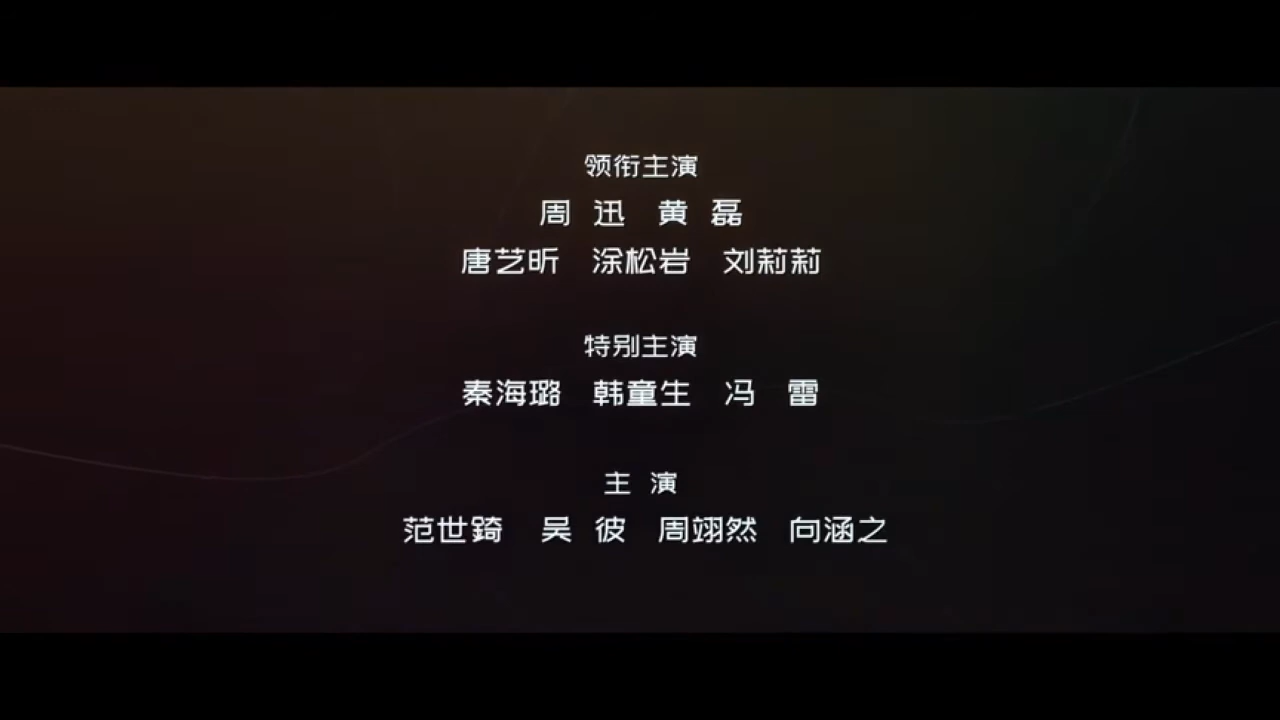 领衔主演
周 迅 黄 磊
唐艺昕 涂松岩 刘莉莉
特别主演
秦海璐 韩童生 冯 雷
主 演
范世錡 吴 彼 周翊然 向涵之